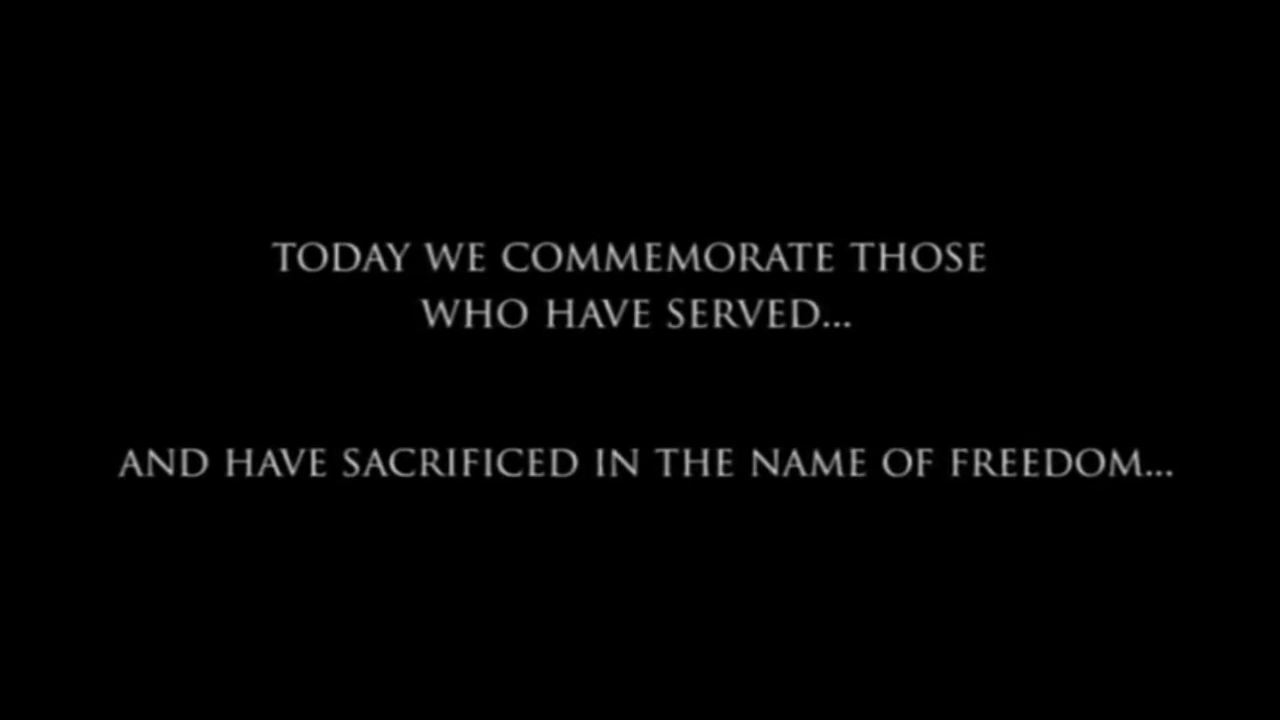 TODAY WE COMMEMORATE THOSE
WHO HAVE SERVED...
AND HAVE SACRIFICED IN THE NAME OF FREEDOM...